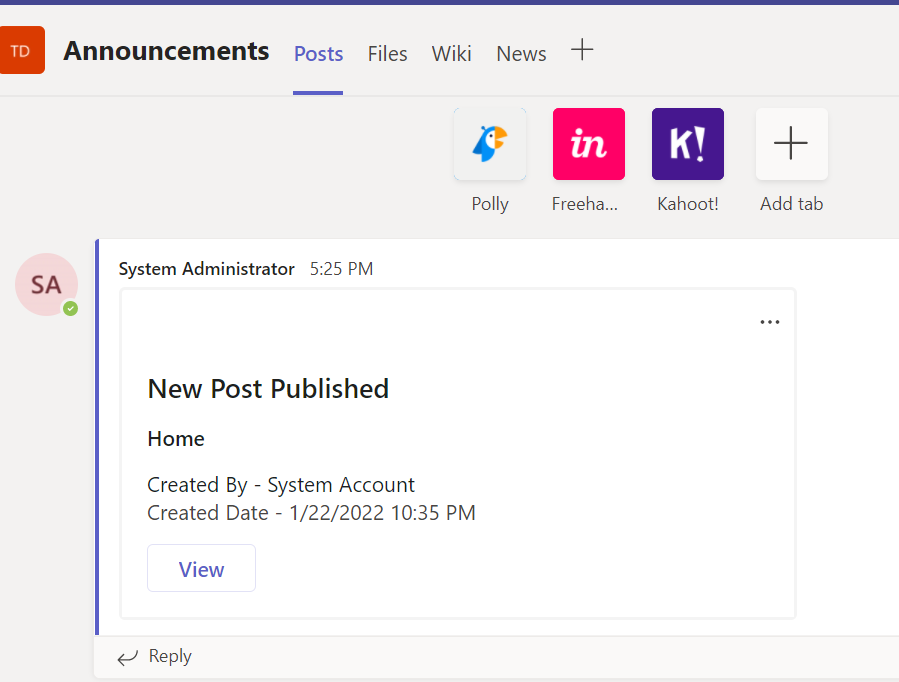 TD
Announcements Posts Files Wiki News
in K!
Polly Freeha... Kahoot! Add tab
SA
System Administrator 5:25 PM
New Post Published
Home
Created By - System Account
Created Date - 1/22/2022 10:35 PM
View
Reply